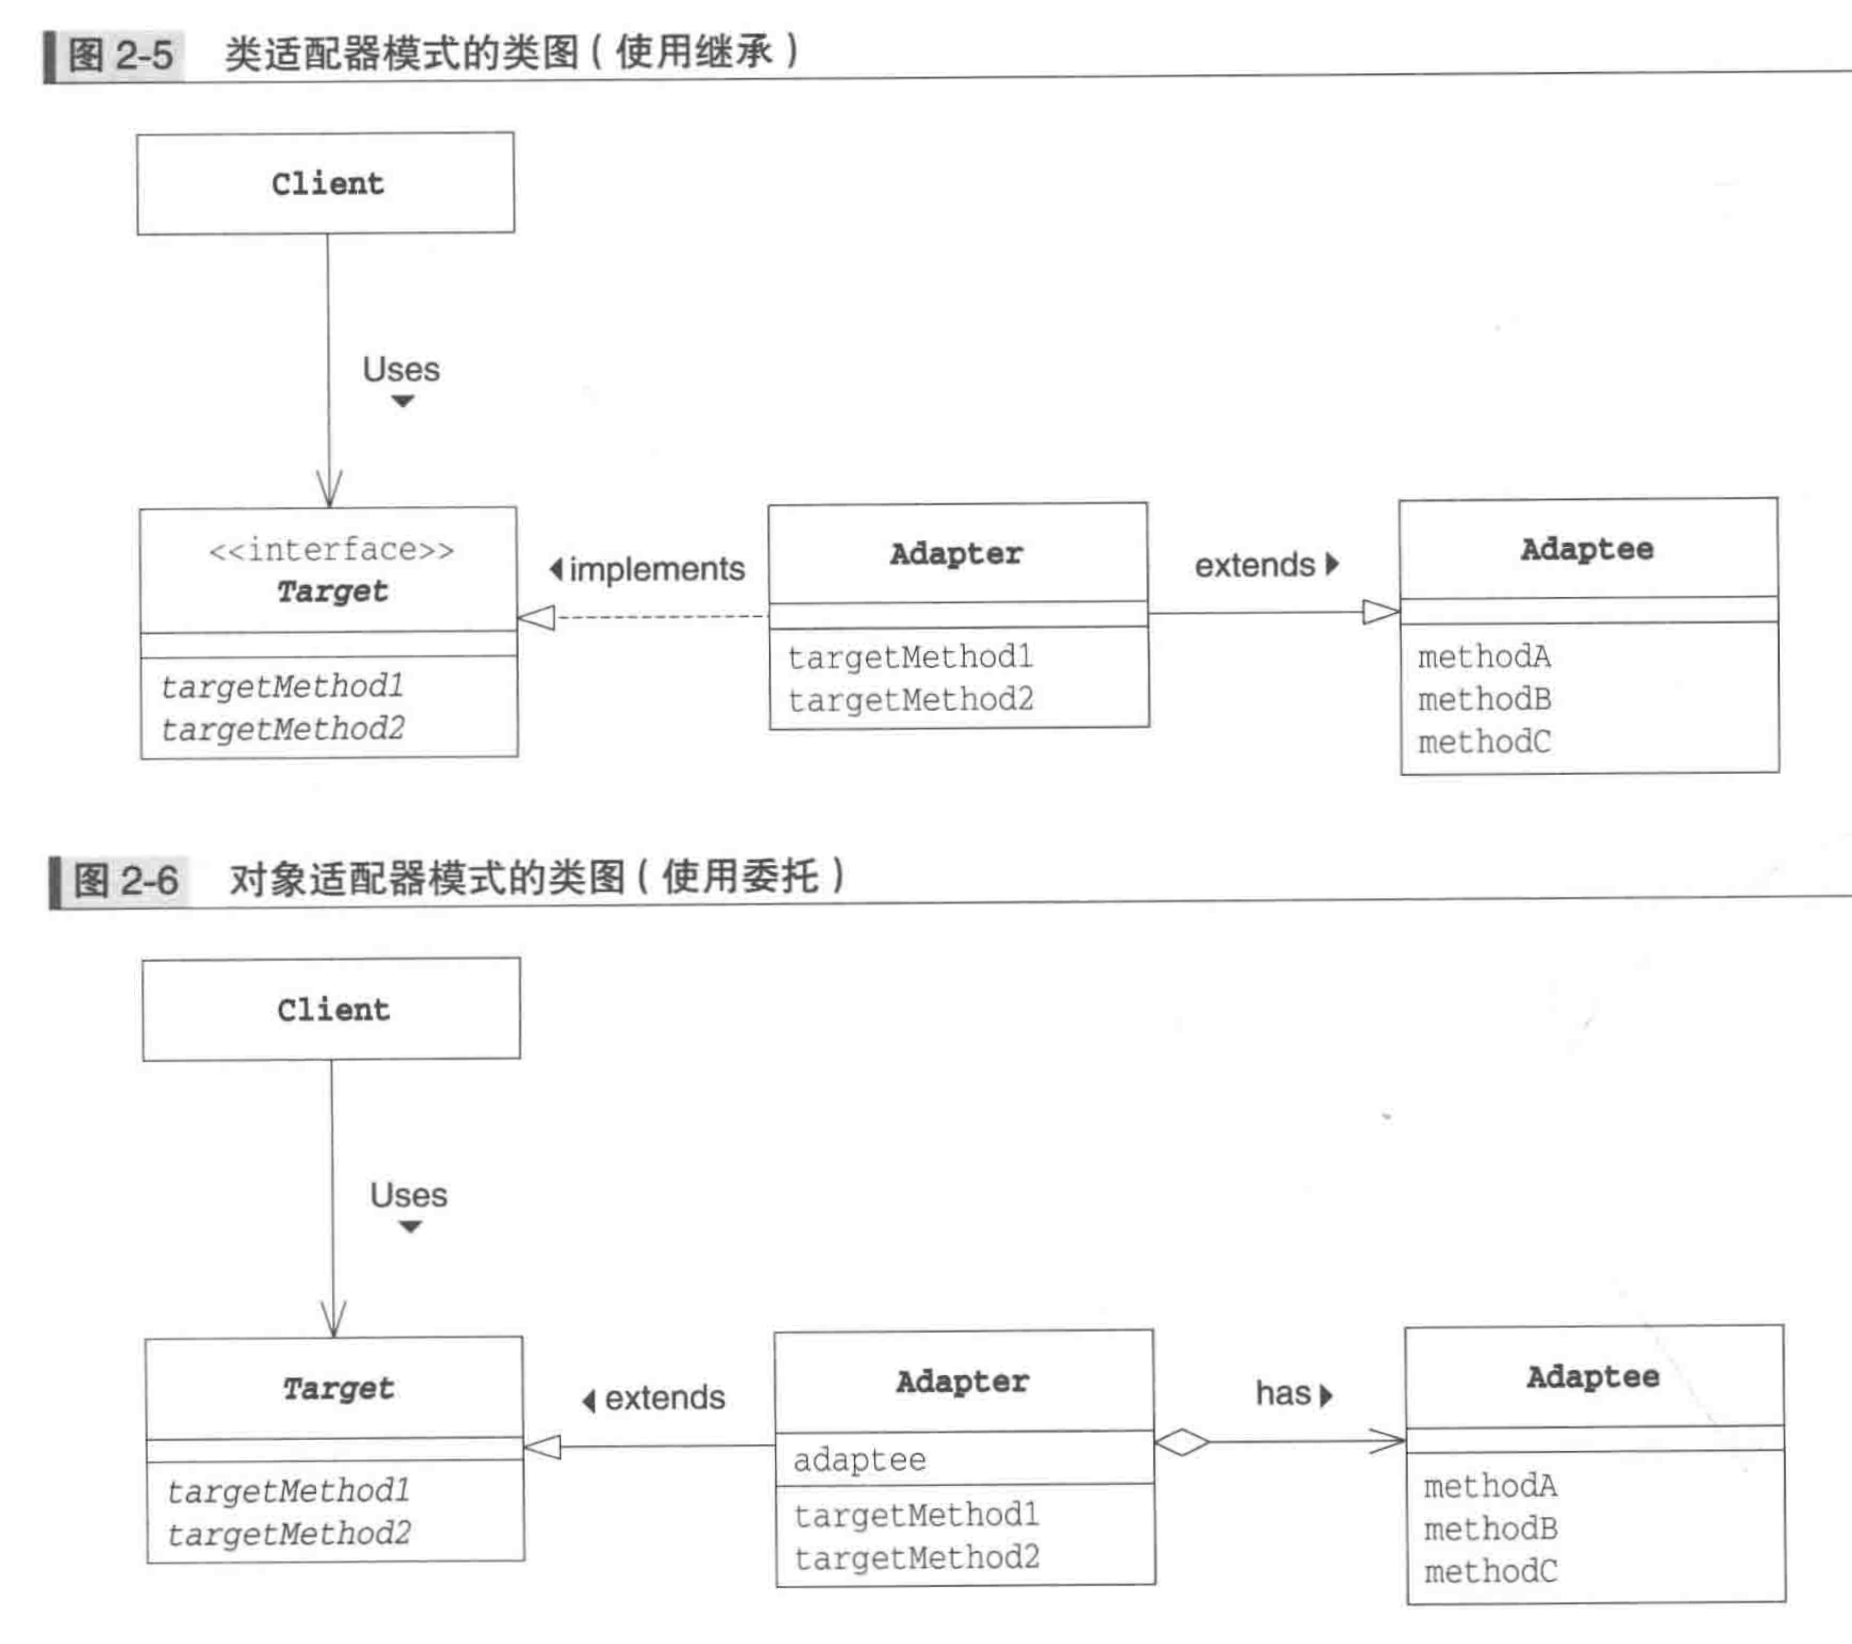 图 2-5 类适配器模式的类图(使用继承)
Client
Uses
<<interface>>
Target
targetMethod1
targetMethod2
implements
Adapter
targetMethod1
targetMethod2
extends
Adaptee
methodA
methodB
methodC
图 2-6 对象适配器模式的类图(使用委托)
Client
Uses
Target
targetMethod1
targetMethod2
extends
Adapter
adaptee
targetMethod1
targetMethod2
has
Adaptee
methodA
methodB
methodC